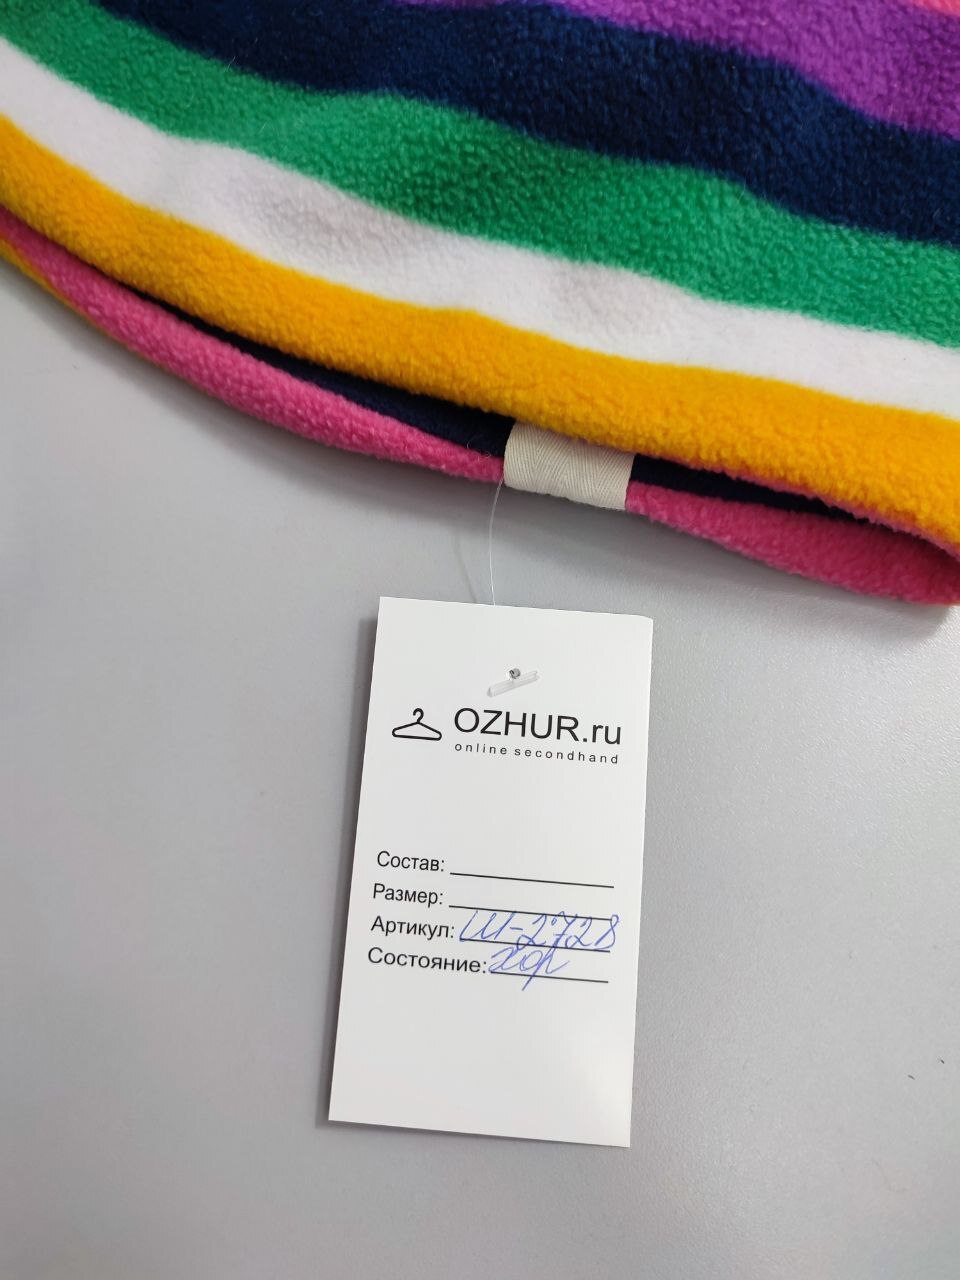 OZHUR.ru
online secondhand
Состав:
Размер:
Артикул: Ш-2728
Состояние: хор